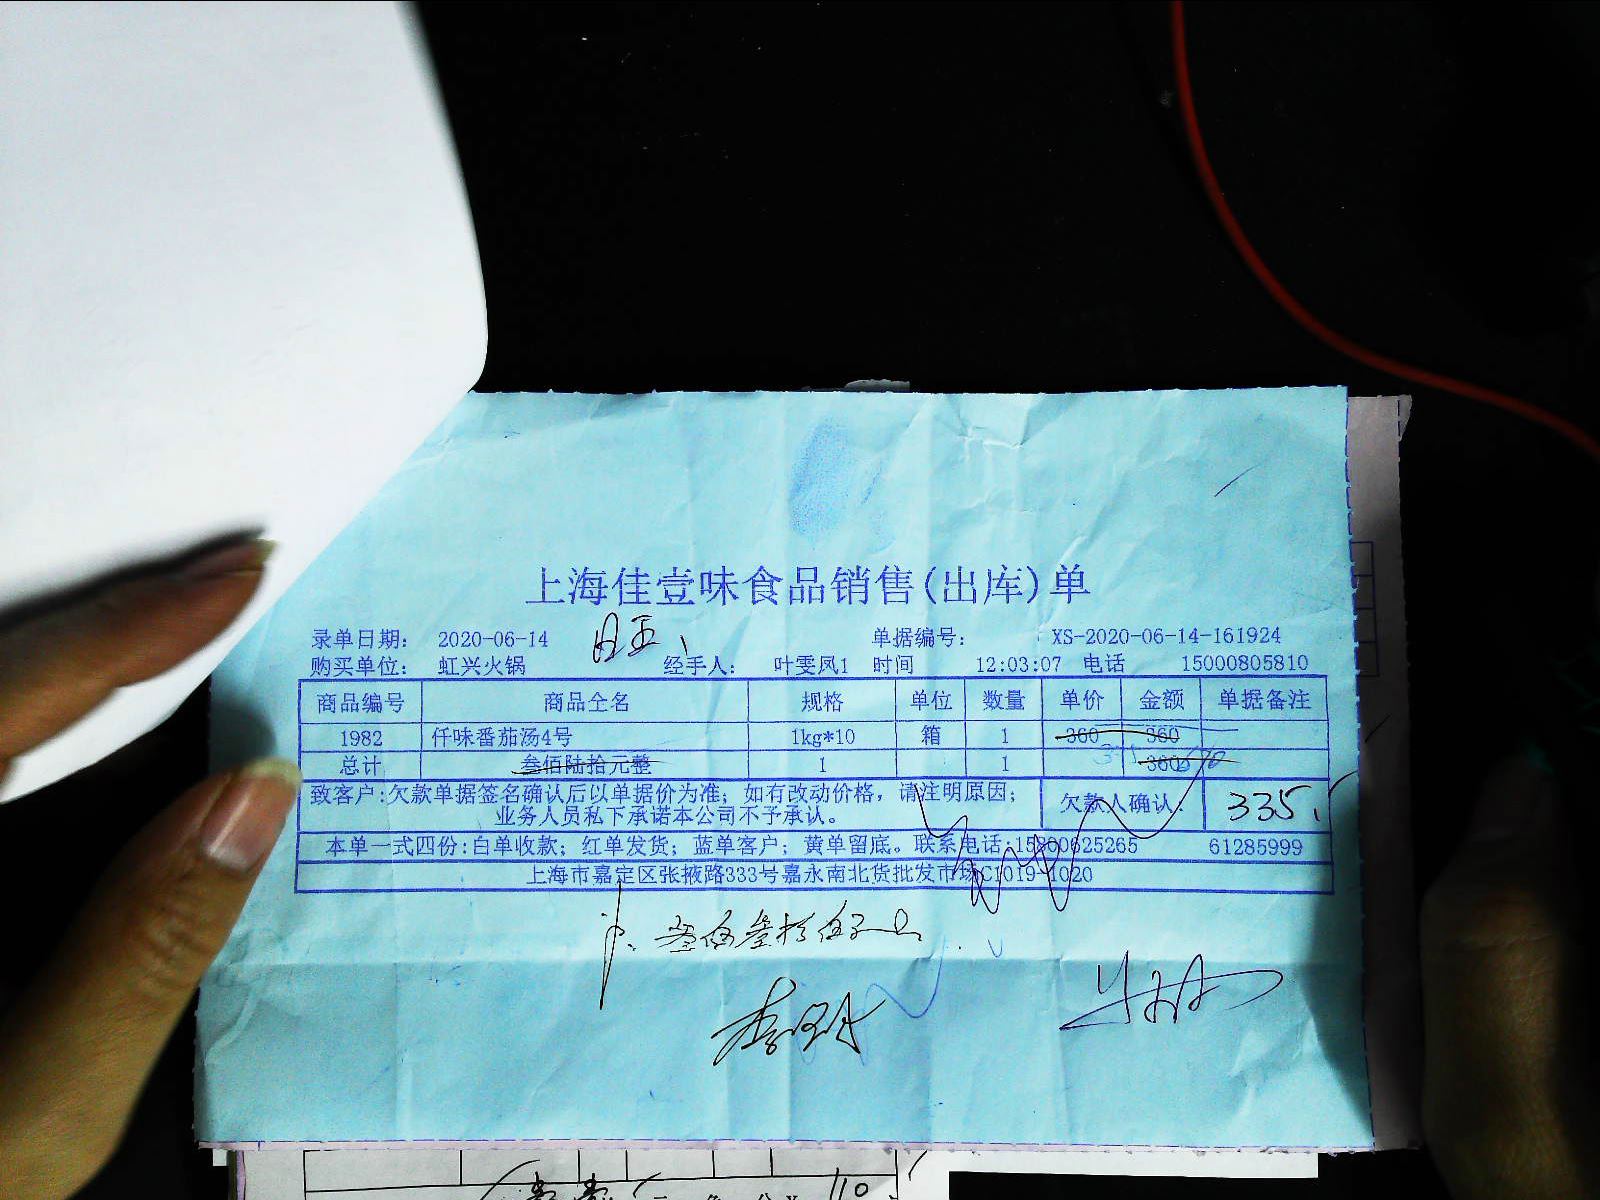 上海佳壹味食品销售(出库)单
录单日期: 2020-06-14 单据编号: XS-2020-06-14-161924
购买单位: 虹兴火锅 经手人: 叶雯凤1 时间 12:03:07 电话 15000805810
商品编号 商品全名 规格 单位 数量 单价 金额 单据备注
1982 仟味番茄汤4号 1kg*10 箱 1 360 360
总计 叁佰陆拾元整 1 1 360
致客户:欠款单据签名确认后以单据价为准; 如有改动价格, 请注明原因;
业务人员私下承诺本公司不予承认。
欠款人确认: 335
本单一式四份:白单收款; 红单发货; 蓝单客户; 黄单留底。联系电话:15800625265 61285999
上海市嘉定区张掖路333号嘉永南北货批发市场C1019-1020
110